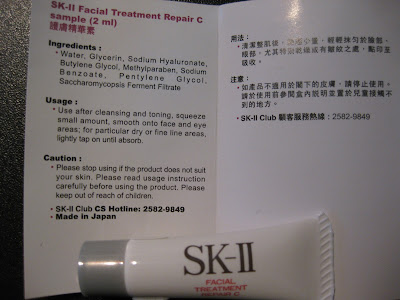 SK-II Facial Treatment Repair C
sample (2 ml)
護膚精華素
Ingredients :
• Water, Glycerin, Sodium Hyaluronate,
Butylene Glycol, Methylparaben, Sodium
Benzoate, Pentylene Glycol,
Saccharomycopsis Ferment Filtrate
Usage :
• Use after cleansing and toning, squeeze
small amount, smooth onto face and eye
areas; for particular dry or fine line areas,
lightly tap on until absorb.
Caution :
• Please stop using if the product does not suit
your skin. Please read usage instruction
carefully before using the product. Please
keep out of reach of children.
• SK-II Club CS Hotline: 2582-9849
• Made in Japan
用法：
• 清潔整肌後，量，輕輕抹勻於臉部、
眼部，尤其特別乾燥或有皺紋之處，點印至
吸收。
注意：
• 如產品不適用於閣下的皮膚，請停止使用。
請於使用前參閱盒內說明並置於兒童接觸不
到的地方。
• SK-II Club 顧客服務熱線：2582-9849
SK-II
FACIAL
TREATMENT
REPAIR C